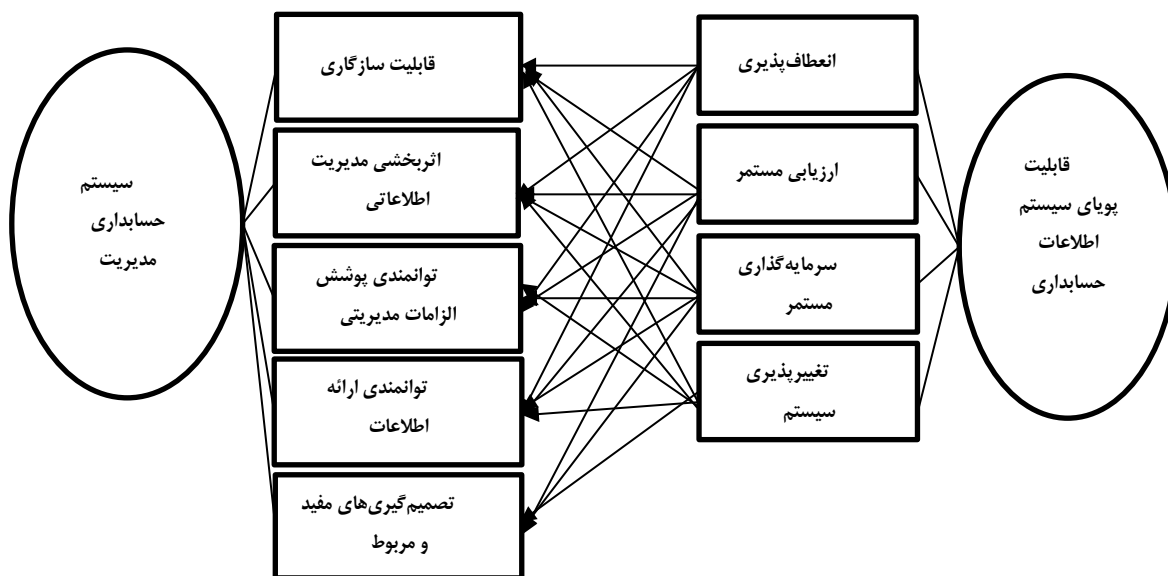 قابلیت
پویای سیستم
اطلاعات
حسابداری
انعطاف‌پذیری
ارزیابی مستمر
سرمایه‌گذاری
مستمر
تغییرپذیری
سیستم
قابلیت سازگاری
اثربخشی مدیریت
اطلاعاتی
توانمندی پوشش
الزامات مدیریتی
توانمندی ارائه
اطلاعات
تصمیم‌گیری‌های مفید
و مربوط
سیستم
حسابداری
مدیریت